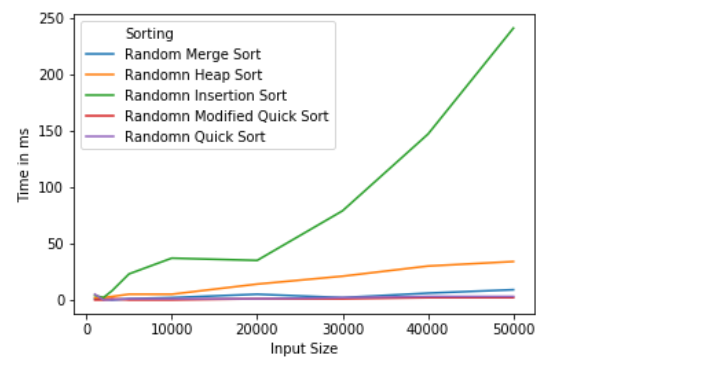 250
200
150
100
50
0
Time in ms
Sorting
Random Merge Sort
Randomn Heap Sort
Randomn Insertion Sort
Randomn Modified Quick Sort
Randomn Quick Sort
0 10000 20000 30000 40000 50000
Input Size